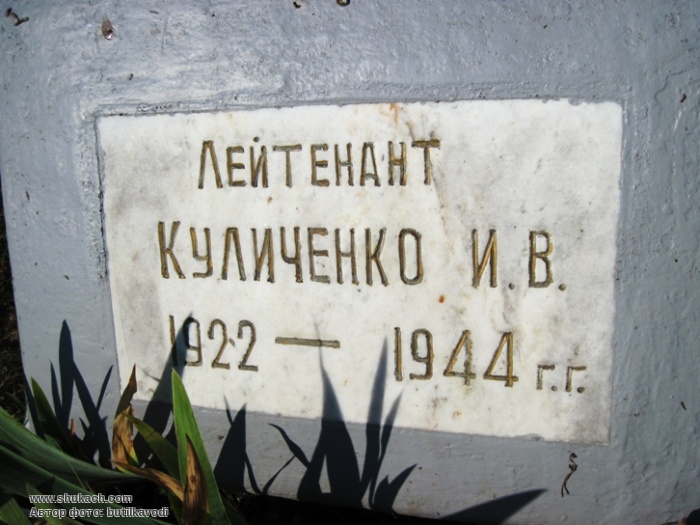 ЛЕЙТЕНАНТ
КУЛИЧЕНКО И.В.
1922 — 1944 г.г.
www.shukach.com
Автор фото: butilkavodi